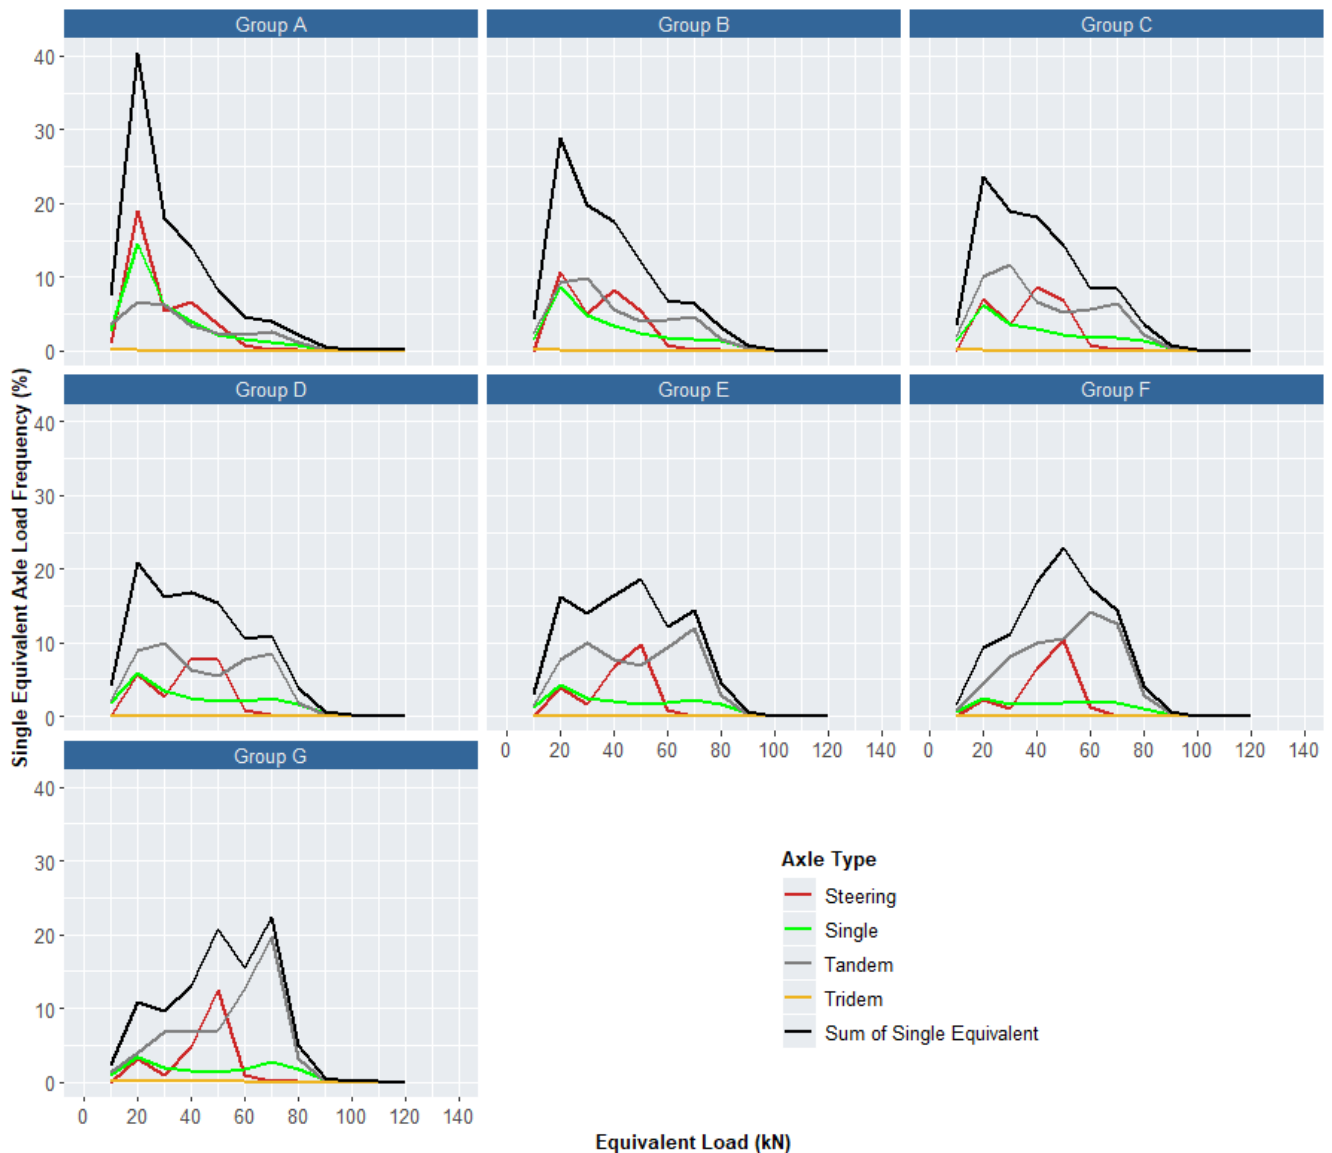 Group A
Group B
Group C
40
30
20
10
0
Group D
Group E
Group F
40
30
20
10
0
0 20 40 60 80 100 120 140
0 20 40 60 80 100 120 140
Group G
40
30
20
10
0
0 20 40 60 80 100 120 140
Single Equivalent Axle Load Frequency (%)
Equivalent Load (kN)
Axle Type
Steering
Single
Tandem
Tridem
Sum of Single Equivalent